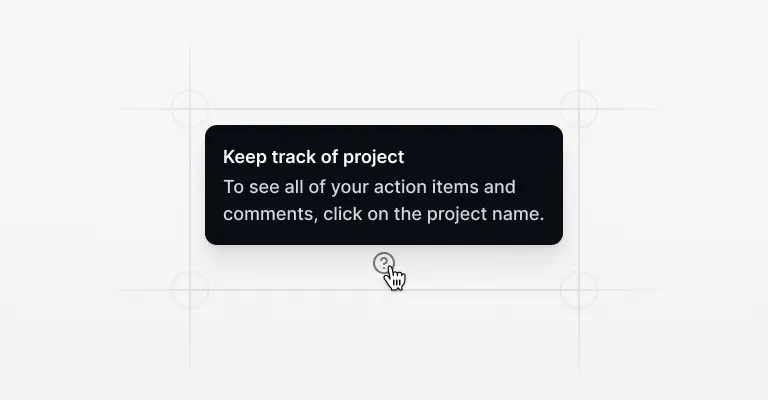 Keep track of project
To see all of your action items and
comments, click on the project name.
?